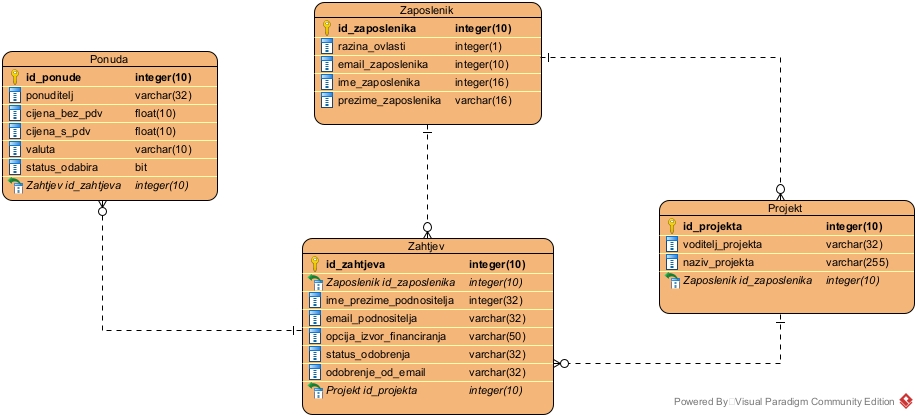 Zaposlenik
id_zaposlenika integer(10)
razina_ovlasti integer(1)
email_zaposlenika integer(10)
ime_zaposlenika integer(16)
prezime_zaposlenika varchar(16)
Ponuda
id_ponude integer(10)
ponuditelj varchar(32)
cijena_bez_pdv float(10)
cijena_s_pdv float(10)
valuta varchar(10)
status_odabira bit
Zahtjev id_zahtjeva integer(10)
Projekt
id_projekta integer(10)
voditelj_projekta varchar(32)
naziv_projekta varchar(255)
Zaposlenik id_zaposlenika integer(10)
Zahtjev
id_zahtjeva integer(10)
Zaposlenik id_zaposlenika integer(10)
ime_prezime_podnositelja integer(32)
email_podnositelja varchar(32)
opcija_izvor_financiranja varchar(50)
status_odobrenja varchar(32)
odobrenje_od_email varchar(32)
Projekt id_projekta integer(10)
Powered By Visual Paradigm Community Edition